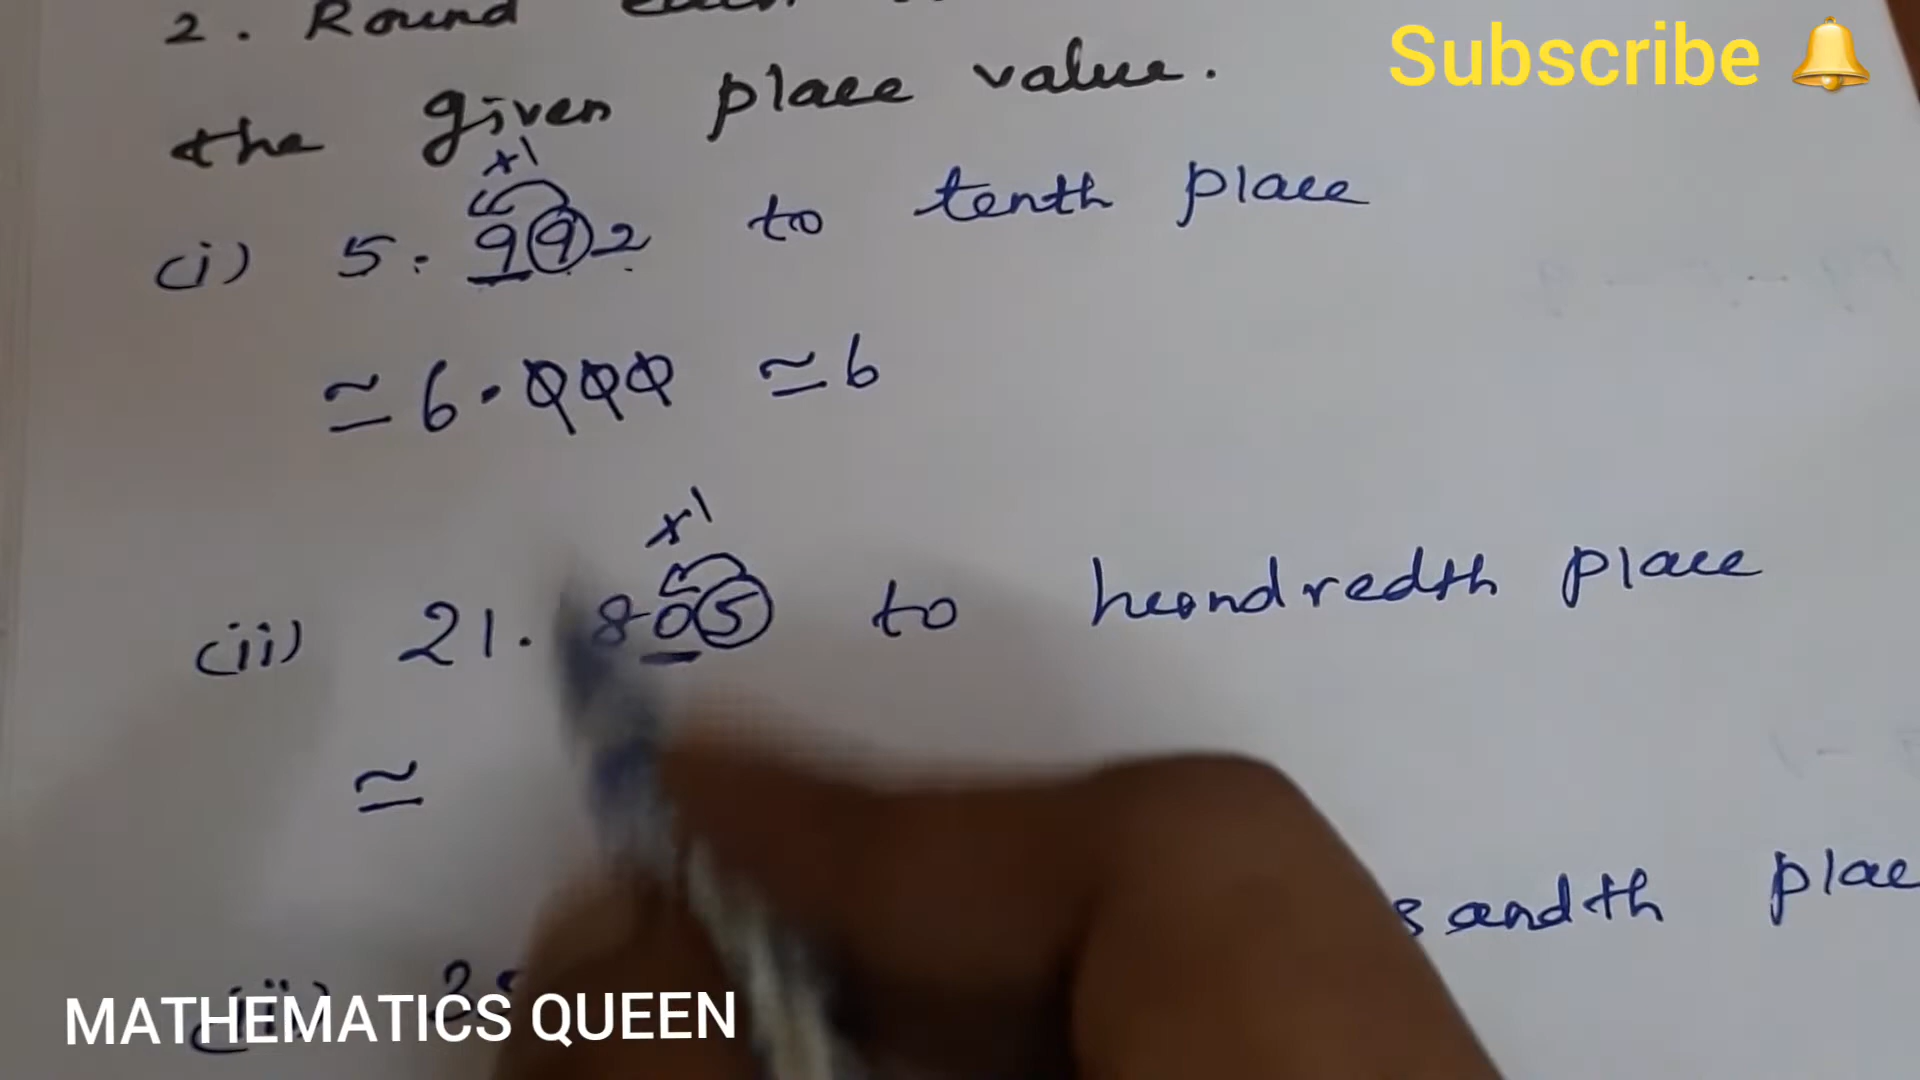 Subscribe 🔔
2. Round
the given place value.
+1
(i) 5.992 to tenth place
≃ 6.000 ≃ 6
+1
(ii) 21.805 to hundredth place
≃
sandth plac
MATHEMATICS QUEEN